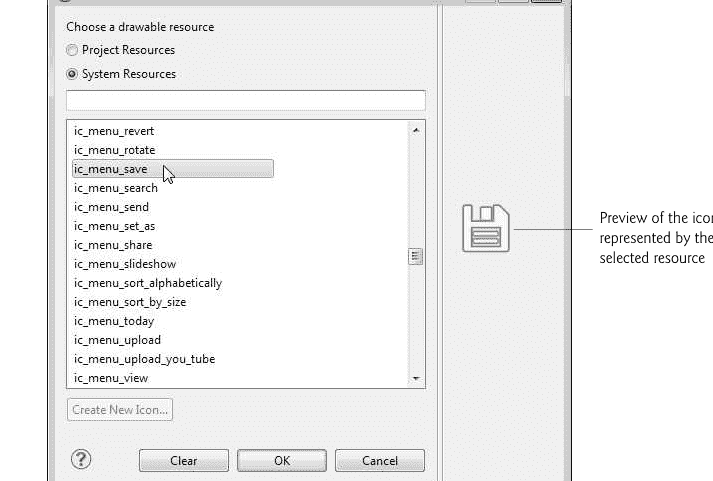 Choose a drawable resource
Project Resources
System Resources
ic_menu_revert
ic_menu_rotate
ic_menu_save
ic_menu_search
ic_menu_send
ic_menu_set_as
ic_menu_share
ic_menu_slideshow
ic_menu_sort_alphabetically
ic_menu_sort_by_size
ic_menu_today
ic_menu_upload
ic_menu_upload_you_tube
ic_menu_view
Create New Icon...
?
Clear
OK
Cancel
Preview of the
represented by the
selected resource